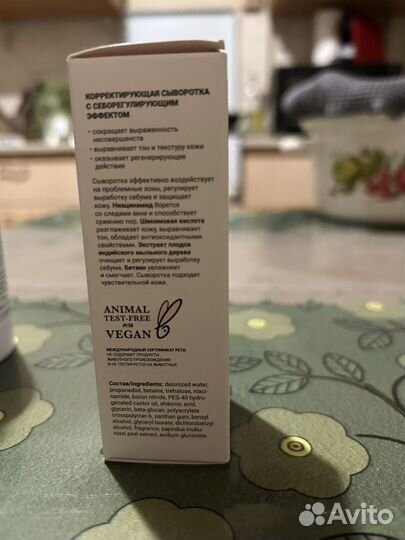 КОРРЕКТИРУЮЩАЯ СЫВОРОТКА
С СЕБОРЕГУЛИРУЮЩИМ
ЭФФЕКТОМ
• сокращает выраженность
несовершенств
• выравнивает тон и текстуру кожи
• оказывает регенерирующее
действие
Сыворотка эффективно воздействует
на проблемные зоны, регулирует
выработку себума и защищает
кожу. Ниацинамид борется
со следами акне и способствует
сужению пор. Шикимовая кислота
разглаживает кожу, выравнивает
тон, обладает антиоксидантными
свойствами. Экстракт плодов
индийского мыльного дерева
очищает и регулирует выработку
себума. Бетаин увлажняет
и смягчает. Сыворотка подходит
чувствительной коже.
ANIMAL
TEST-FREE
PETA
VEGAN
МЕЖДУНАРОДНЫЙ СЕРТИФИКАТ PETA:
НЕ СОДЕРЖИТ ПРОДУКТЫ
ЖИВОТНОГО ПРОИСХОЖДЕНИЯ
И НЕ ТЕСТИРУЕТСЯ НА ЖИВОТНЫХ
Состав/Ingredients: deionized water,
propanediol, betaine, trehalose, niaci-
namide, boron nitride, PEG-40 hydro-
genated castor oil, shikimic acid,
glycerin, beta-glucan, polyacrylate
crosspolymer-6, xanthan gum, benzyl
alcohol, glyceryl laurate, dichlorobenzyl
alcohol, fragrance, sapindus muku-
rossi peel extract, sodium gluconate.
Avito